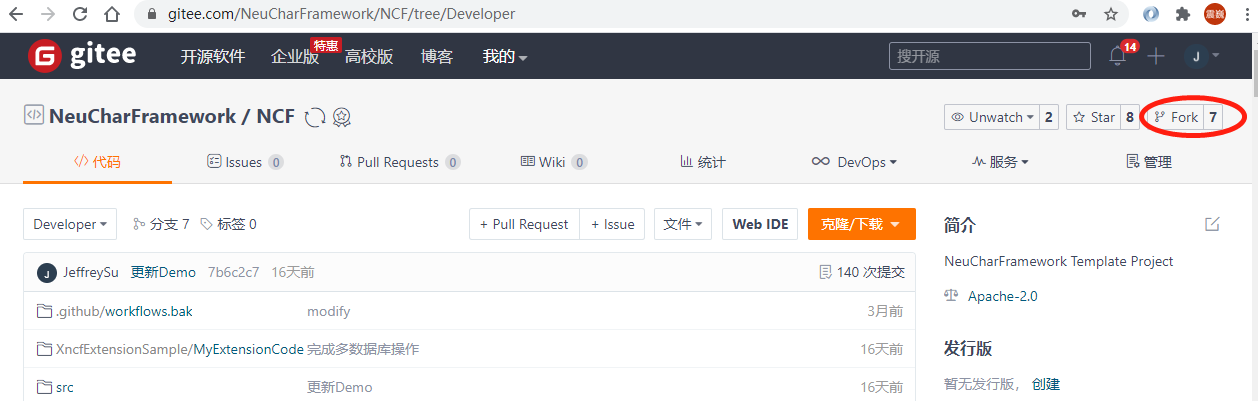 gitee.com/NeuCharFramework/NCF/tree/Developer
震巍
gitee 开源软件 企业版 特惠 高校版 博客 我的 搜开源 14 J
NeuCharFramework / NCF Unwatch 2 Star 8 Fork 7
代码 Issues 0 Pull Requests 0 Wiki 0 统计 DevOps 服务 管理
Developer 分支 7 标签 0 + Pull Request + Issue 文件 Web IDE 克隆/下载
简介
J JeffreySu 更新Demo 7b6c2c7 16天前 140 次提交
NeuCharFramework Template Project
.github/workflows.bak modify 3月前
Apache-2.0
XncfExtensionSample/MyExtensionCode 完成多数据库操作 16天前
发行版
src 更新Demo 16天前
暂无发行版， 创建